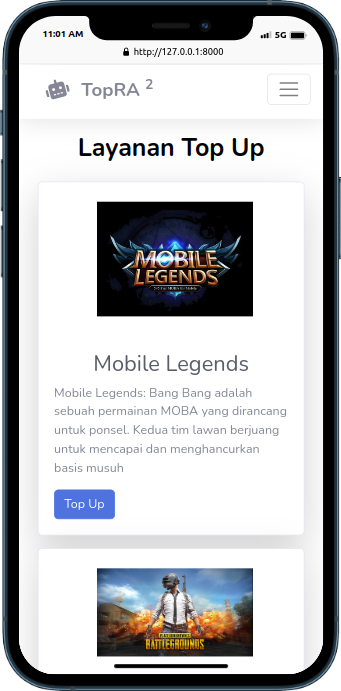 11:01 AM 5G
http://127.0.0.1:8000
TopRA 2
Layanan Top Up
MOBILE
LEGENDS
Mobile Legends
Mobile Legends: Bang Bang adalah
sebuah permainan MOBA yang dirancang
untuk ponsel. Kedua tim lawan berjuang
untuk mencapai dan menghancurkan
basis musuh
Top Up
PLAYERUNKNOWN'S
BATTLEGROUNDS